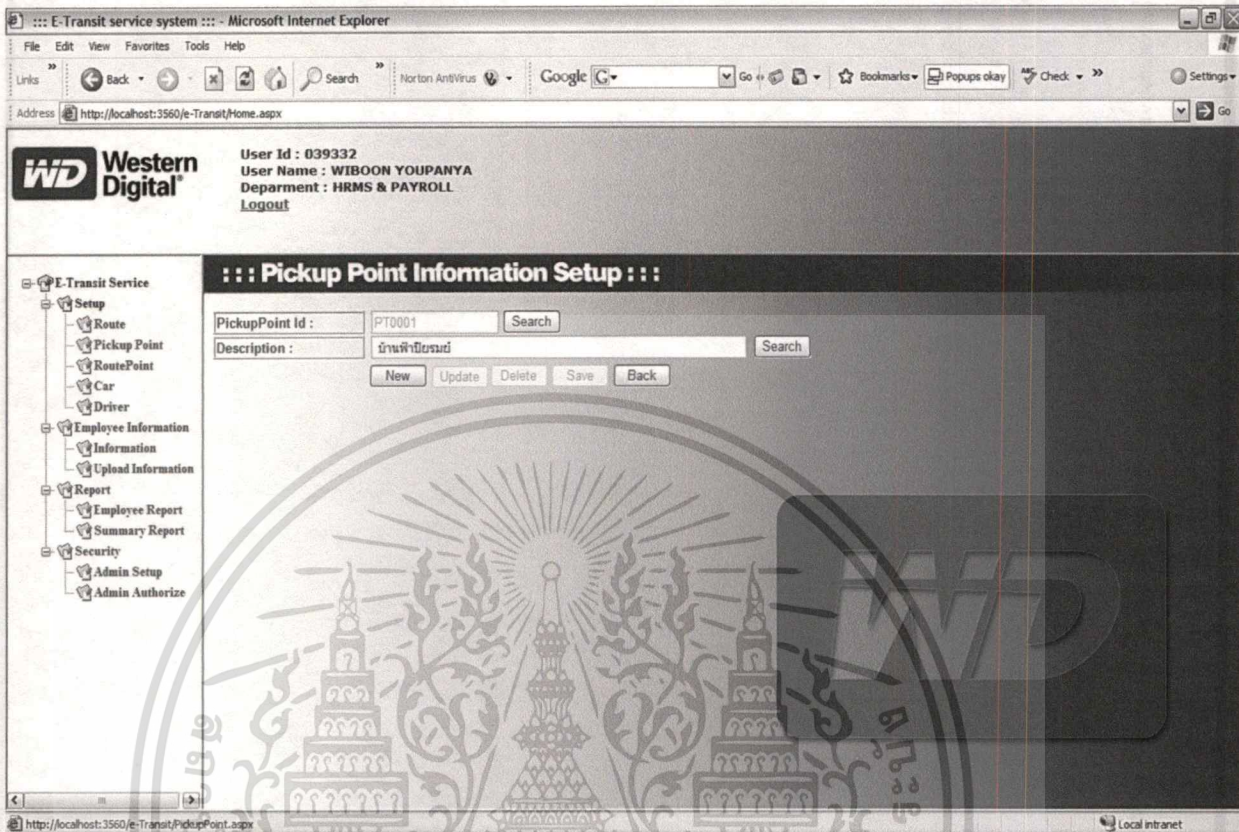 ::: E-Transit service system ::: - Microsoft Internet Explorer
File Edit View Favorites Tools Help
Links » Back Search » Norton AntiVirus Google G Go Bookmarks Popups okay Check » Settings
Address http://localhost:3560/e-Transit/Home.aspx Go
WD Western Digital®
User Id : 039332
User Name : WIBOON YOUPANYA
Deparment : HRMS & PAYROLL
Logout
E-Transit Service
Setup
Route
Pickup Point
RoutePoint
Car
Driver
Employee Information
Information
Upload Information
Report
Employee Report
Summary Report
Security
Admin Setup
Admin Authorize
::: Pickup Point Information Setup :::
PickupPoint Id : PT0001 Search
Description : บ้านฟ้าปิยรมย์ Search
New Update Delete Save Back
WD
http://localhost:3560/e-Transit/PickupPoint.aspx Local intranet